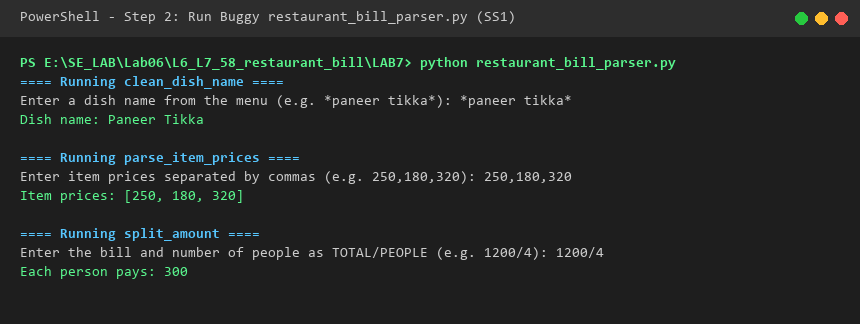 PowerShell - Step 2: Run Buggy restaurant_bill_parser.py (SS1)
PS E:\SE_LAB\Lab06\L6_L7_58_restaurant_bill\LAB7> python restaurant_bill_parser.py
==== Running clean_dish_name ====
Enter a dish name from the menu (e.g. *paneer tikka*): *paneer tikka*
Dish name: Paneer Tikka
==== Running parse_item_prices ====
Enter item prices separated by commas (e.g. 250,180,320): 250,180,320
Item prices: [250, 180, 320]
==== Running split_amount ====
Enter the bill and number of people as TOTAL/PEOPLE (e.g. 1200/4): 1200/4
Each person pays: 300